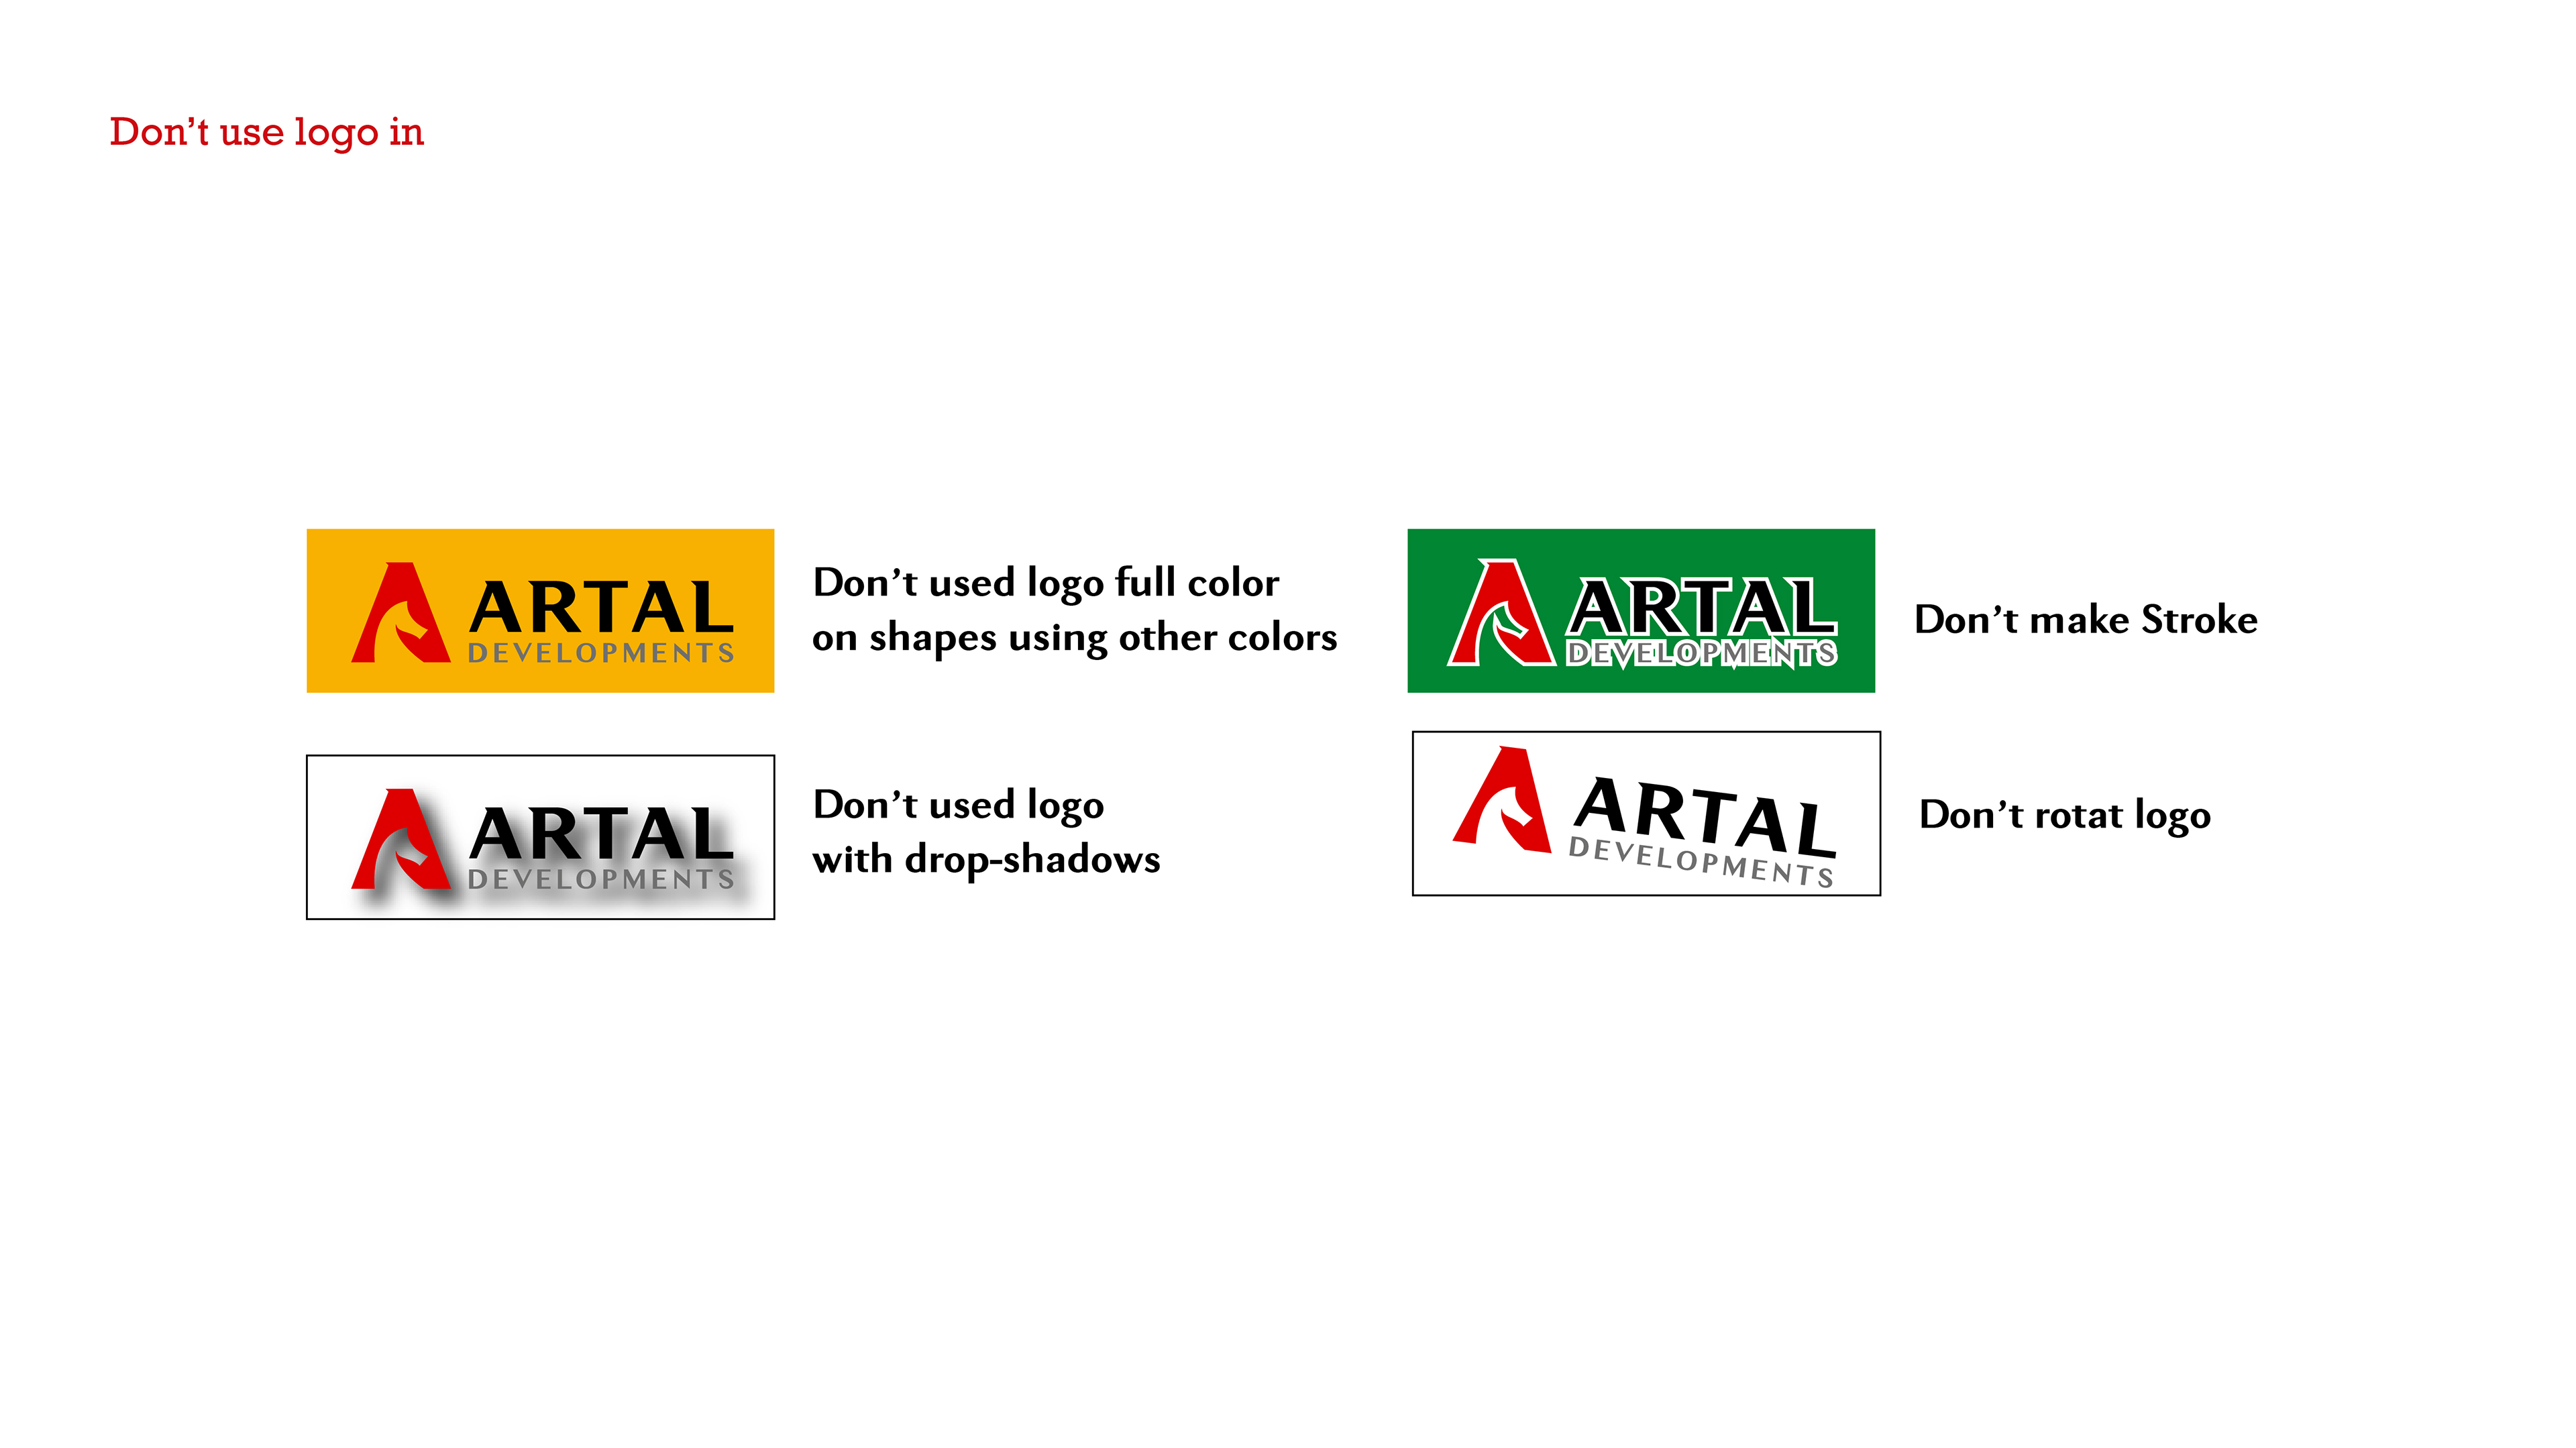 Don't use logo in
ARTAL
DEVELOPMENTS
Don't used logo full color
on shapes using other colors
ARTAL
DEVELOPMENTS
Don't make Stroke
ARTAL
DEVELOPMENTS
Don't used logo
with drop-shadows
ARTAL
DEVELOPMENTS
Don't rotat logo